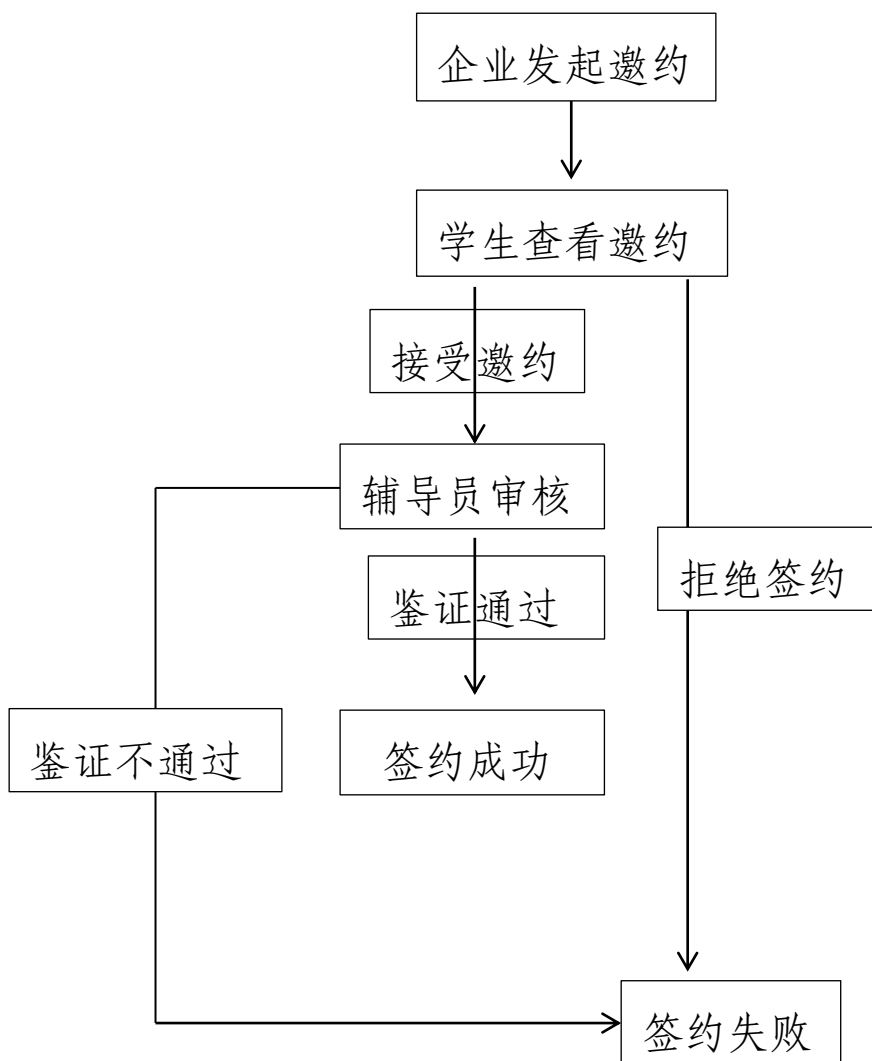 企业发起邀约
学生查看邀约
接受邀约
辅导员审核
拒绝签约
鉴证通过
鉴证不通过
签约成功
签约失败